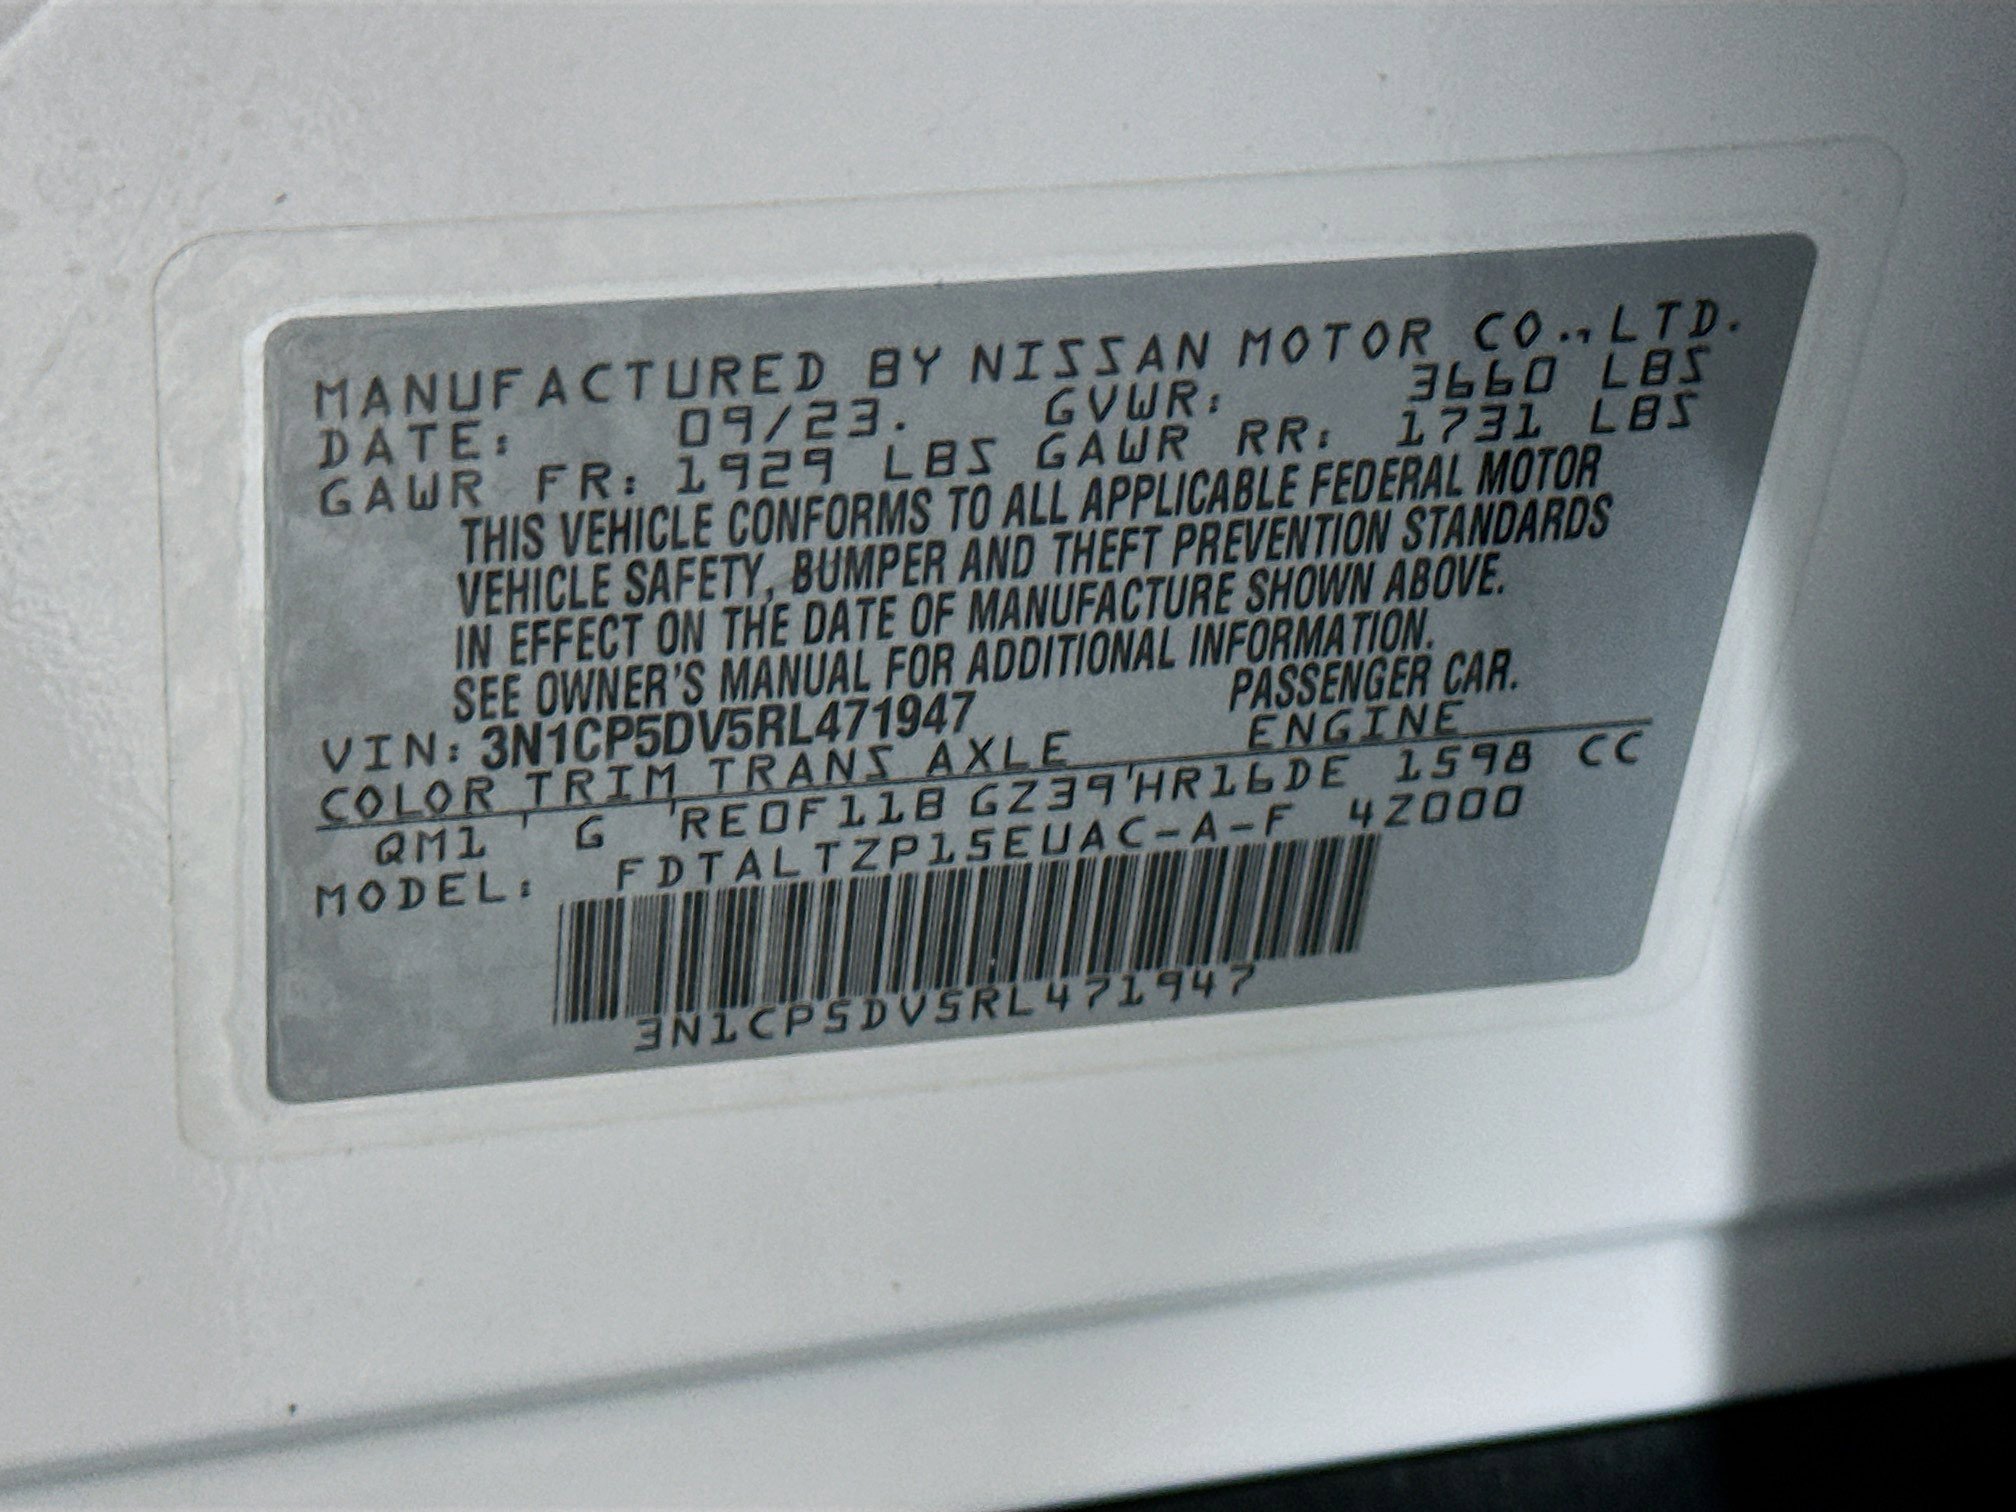 MANUFACTURED BY NISSAN MOTOR CO.,LTD.
DATE: 09/23. GVWR: 3660 LBS
GAWR FR: 1929 LBS GAWR RR: 1731 LBS
THIS VEHICLE CONFORMS TO ALL APPLICABLE FEDERAL MOTOR
VEHICLE SAFETY, BUMPER AND THEFT PREVENTION STANDARDS
IN EFFECT ON THE DATE OF MANUFACTURE SHOWN ABOVE.
SEE OWNER'S MANUAL FOR ADDITIONAL INFORMATION.
VIN: 3N1CP5DV5RL471947 PASSENGER CAR.
COLOR TRIM TRANS AXLE ENGINE
QM1 G RE0F11B GZ39 HR16DE 1598 CC
MODEL: FDTALTZP15EUAC-A-F 4Z000
3N1CP5DV5RL471947